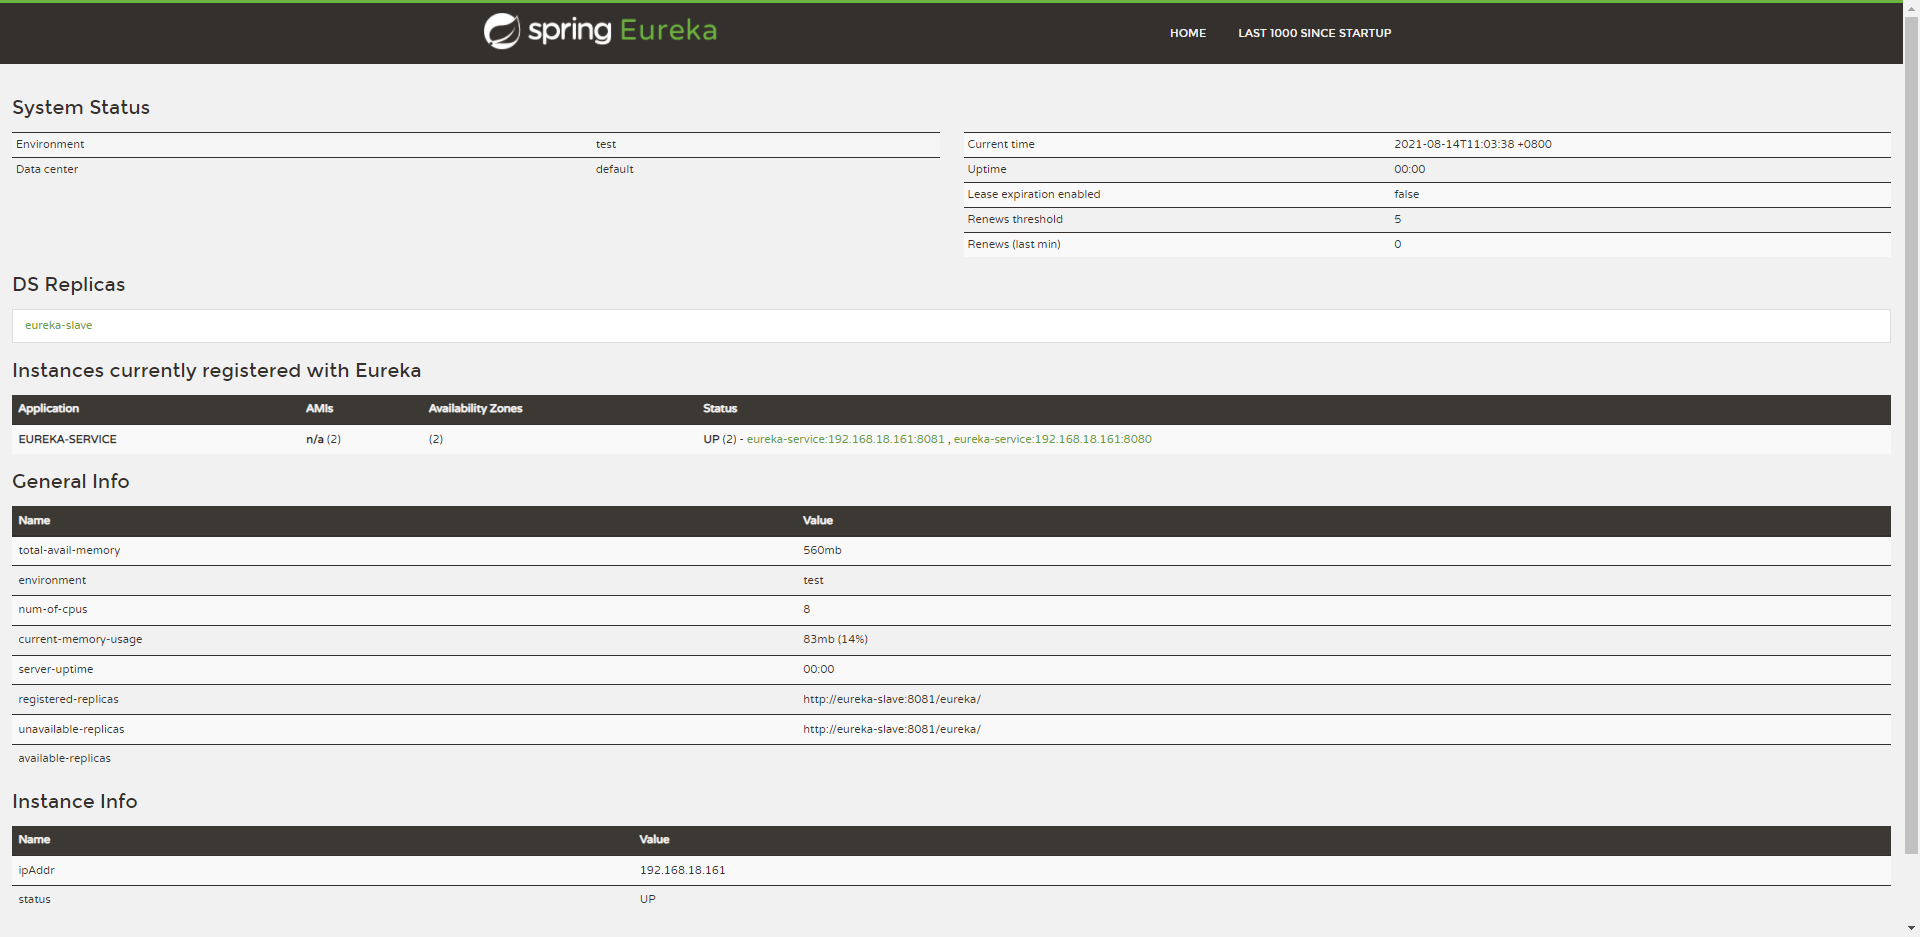 spring Eureka
HOME LAST 1000 SINCE STARTUP
System Status
Environment test
Data center default
Current time 2021-08-14T11:03:38 +0800
Uptime 00:00
Lease expiration enabled false
Renews threshold 5
Renews (last min) 0
DS Replicas
eureka-slave
Instances currently registered with Eureka
Application AMIs Availability Zones Status
EUREKA-SERVICE n/a (2) (2) UP (2) - eureka-service:192.168.18.161:8081 , eureka-service:192.168.18.161:8080
General Info
Name Value
total-avail-memory 560mb
environment test
num-of-cpus 8
current-memory-usage 83mb (14%)
server-uptime 00:00
registered-replicas http://eureka-slave:8081/eureka/
unavailable-replicas http://eureka-slave:8081/eureka/
available-replicas
Instance Info
Name Value
ipAddr 192.168.18.161
status UP